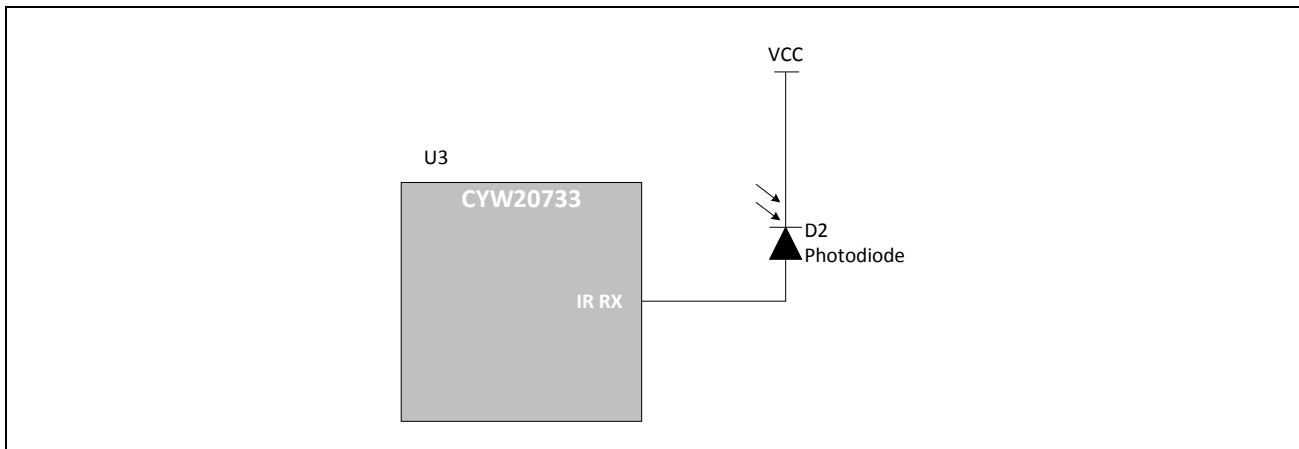 VCC
U3
CYW20733
D2
Photodiode
IR RX